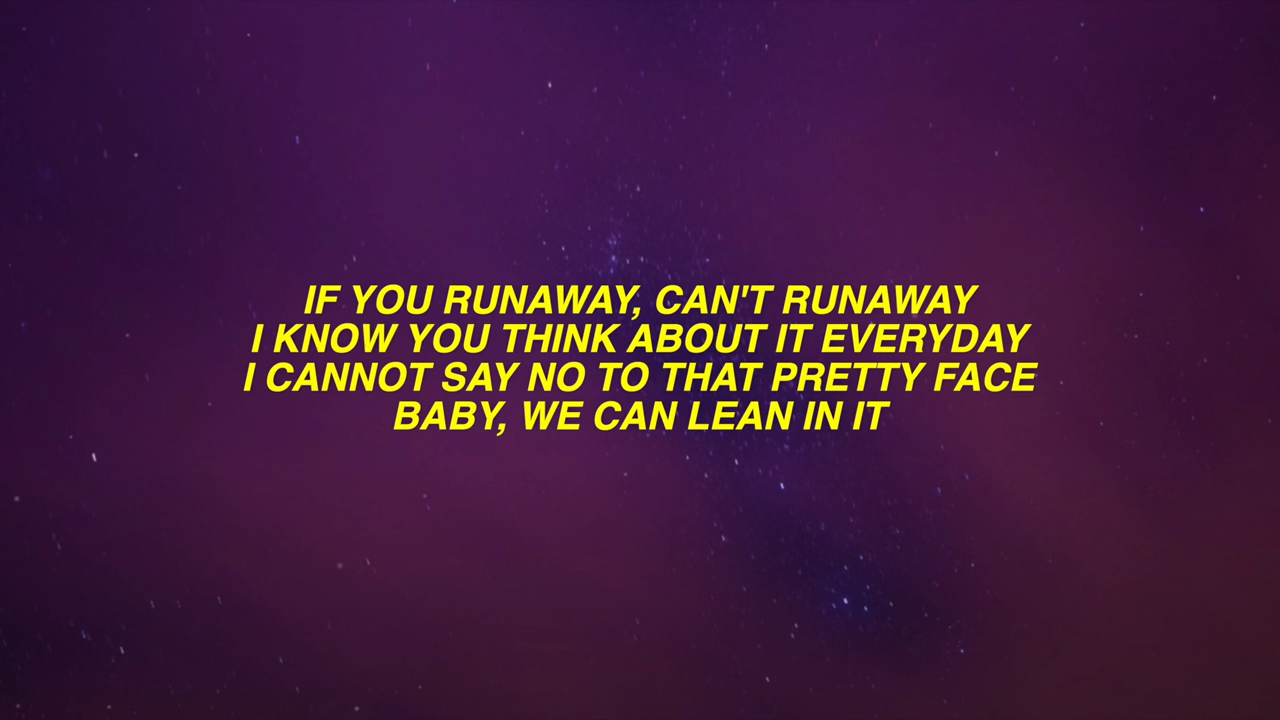 IF YOU RUNAWAY, CAN'T RUNAWAY
I KNOW YOU THINK ABOUT IT EVERYDAY
I CANNOT SAY NO TO THAT PRETTY FACE
BABY, WE CAN LEAN IN IT